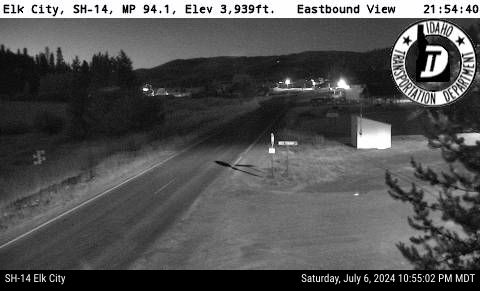 Elk City, SH-14, MP 94.1, Elev 3,939ft. Eastbound View 21:54:40
IDAHO
TRANSPORTATION DEPARTMENT
SH-14 Elk City Saturday, July 6, 2024 10:55:02 PM MDT